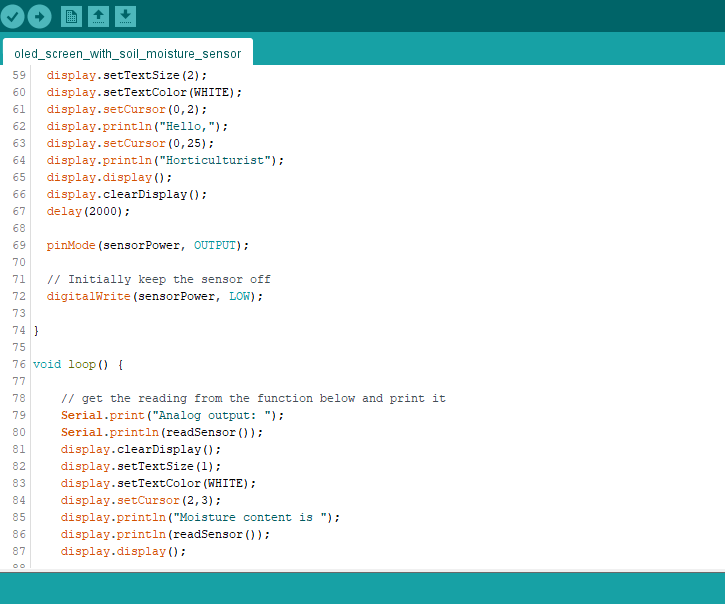 oled_screen_with_soil_moisture_sensor
59 display.setTextSize(2);
60 display.setTextColor(WHITE);
61 display.setCursor(0,2);
62 display.println("Hello,");
63 display.setCursor(0,25);
64 display.println("Horticulturist");
65 display.display();
66 display.clearDisplay();
67 delay(2000);
68
69 pinMode(sensorPower, OUTPUT);
70
71 // Initially keep the sensor off
72 digitalWrite(sensorPower, LOW);
73
74 }
75
76 void loop() {
77
78 // get the reading from the function below and print it
79 Serial.print("Analog output: ");
80 Serial.println(readSensor());
81 display.clearDisplay();
82 display.setTextSize(1);
83 display.setTextColor(WHITE);
84 display.setCursor(2,3);
85 display.println("Moisture content is ");
86 display.println(readSensor());
87 display.display();